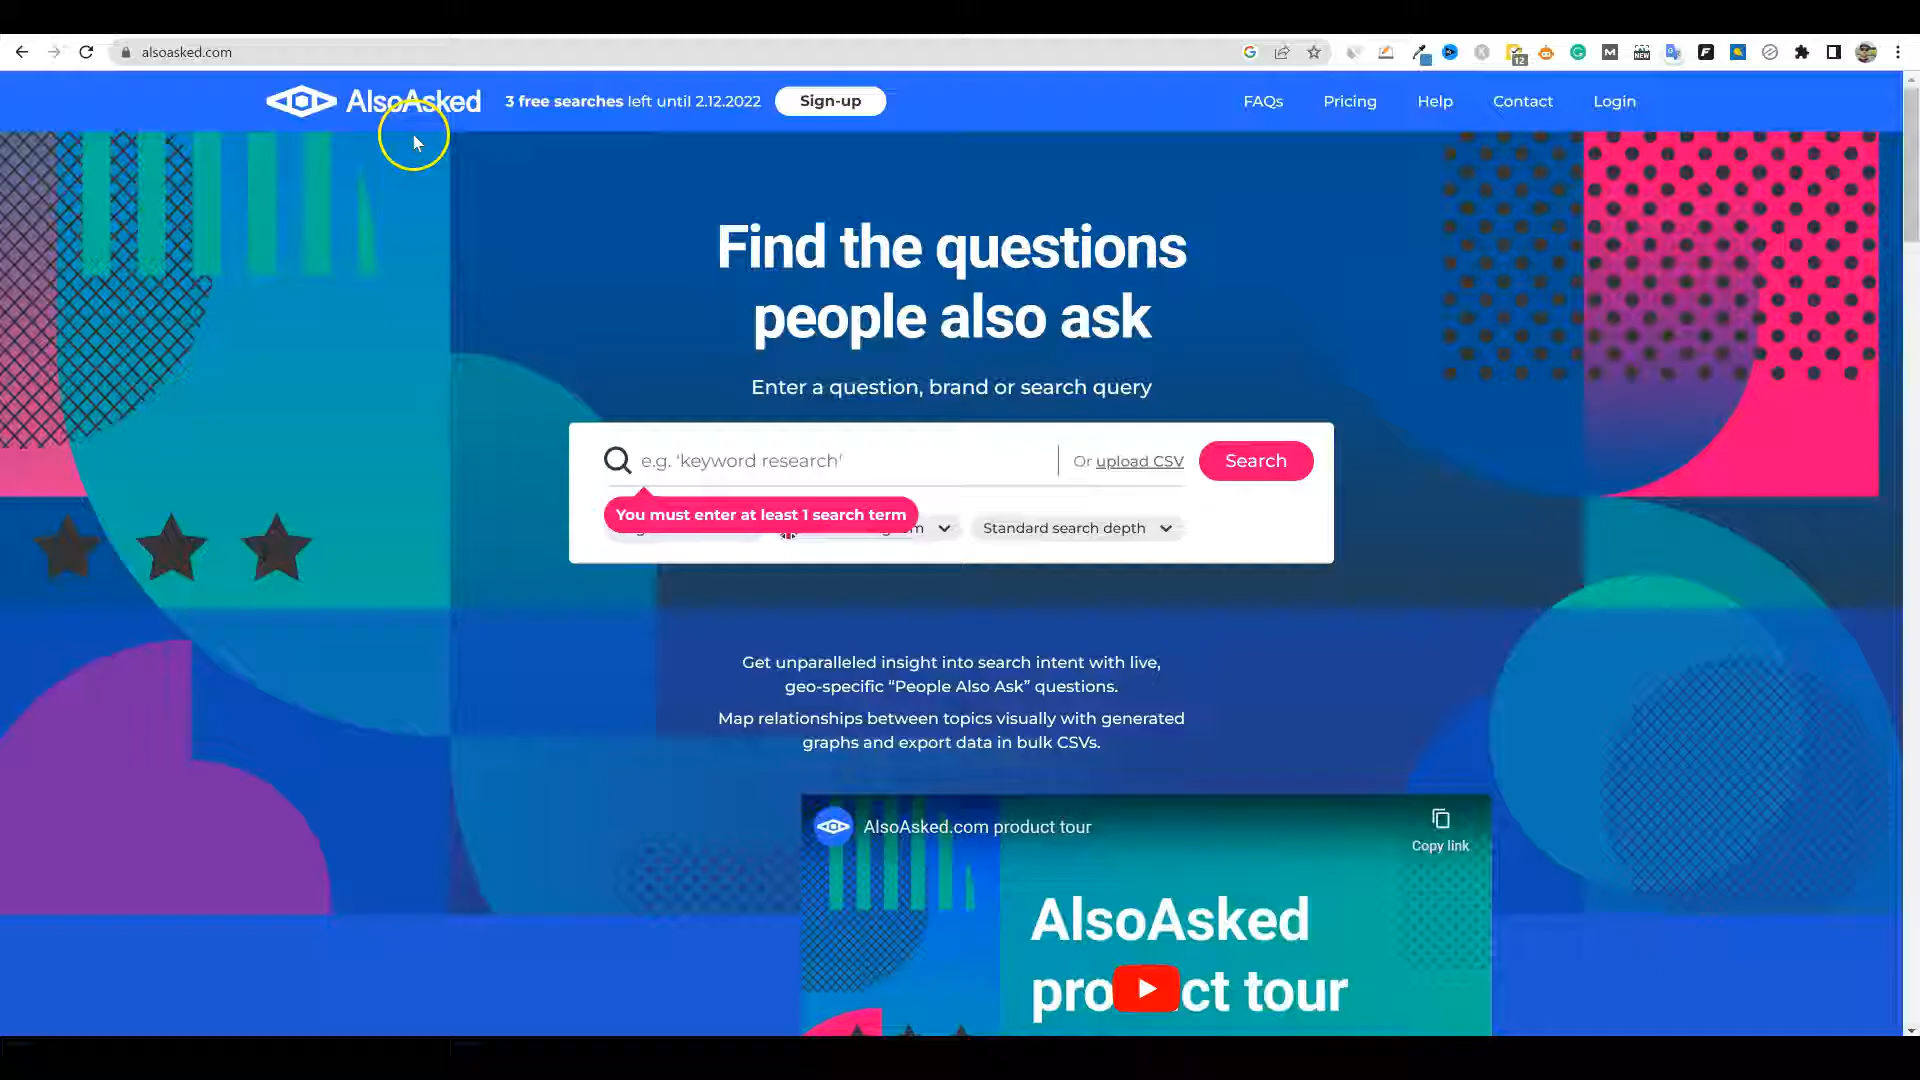 alsoasked.com
12
NEW
AlsoAsked
3 free searches left until 2.12.2022
Sign-up
FAQs
Pricing
Help
Contact
Login
Find the questions
people also ask
Enter a question, brand or search query
e.g. 'keyword research'
Or upload CSV
Search
You must enter at least 1 search term
Standard search depth
Get unparalleled insight into search intent with live,
geo-specific “People Also Ask” questions.
Map relationships between topics visually with generated
graphs and export data in bulk CSVs.
AlsoAsked.com product tour
Copy link
AlsoAsked
product tour